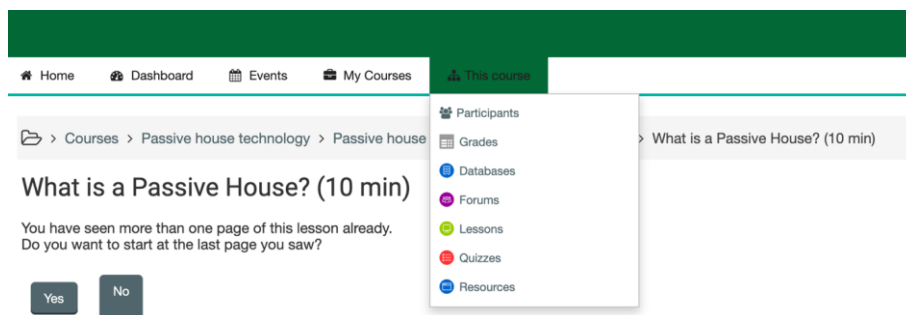 Home Dashboard Events My Courses This course
Participants
> Courses > Passive house technology > Passive house > What is a Passive House? (10 min)
Grades
Databases
What is a Passive House? (10 min)
Forums
You have seen more than one page of this lesson already.
Lessons
Do you want to start at the last page you saw?
Quizzes
Resources
Yes No